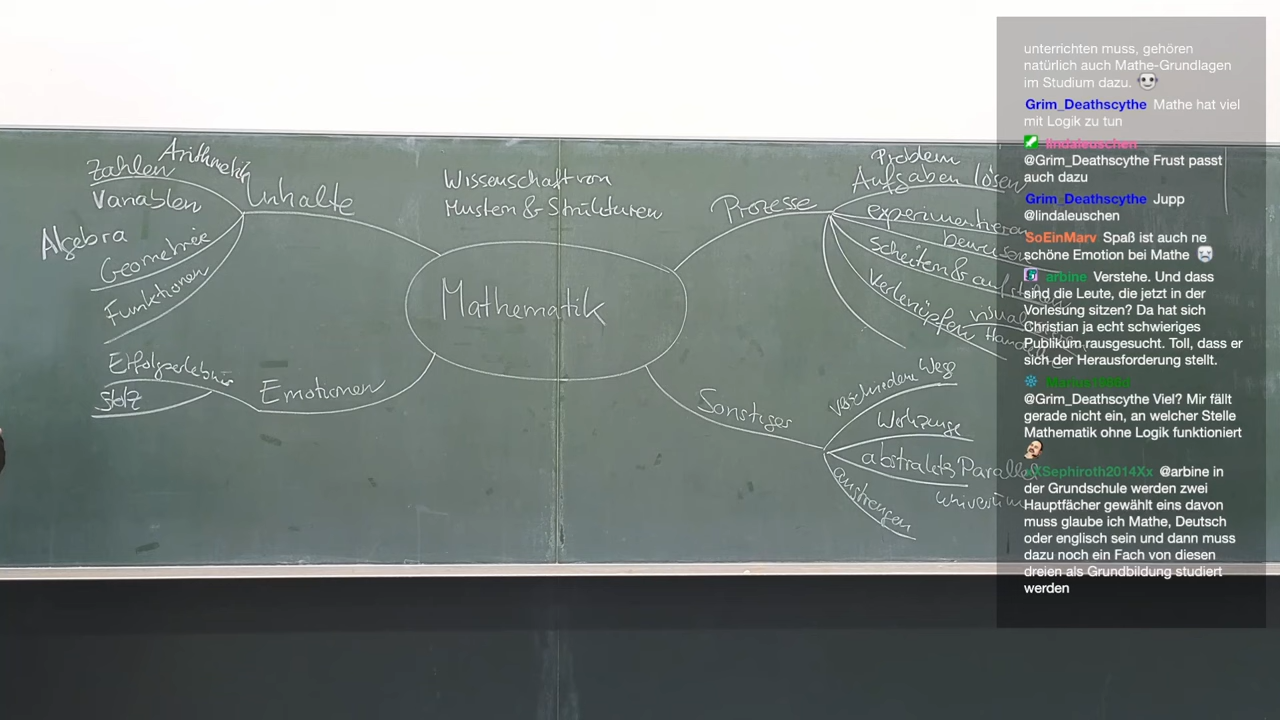 Zahlen
Arithmetik
Variablen
Algebra
Geometrie
Funktionen
Inhalte
Erfolgserlebnis
Stolz
Emotionen
Wissenschaft von
Mustern & Strukturen
Mathematik
Prozesse
Problem
Aufgaben lösen
experimentieren
beweisen
Scheitern &
Verknüpfen
Sonstiges
verschiedene Wege
Werkzeuge
abstraktes Parallel
universum
anstrengen
unterrichten muss, gehören
natürlich auch Mathe-Grundlagen
im Studium dazu.
Grim_Deathscythe Mathe hat viel
mit Logik zu tun
lindaleuschen
@Grim_Deathscythe Frust passt
auch dazu
Grim_Deathscythe Jupp
@lindaleuschen
SoEinMarv Spaß ist auch ne
schöne Emotion bei Mathe
arbine Verstehe. Und dass
sind die Leute, die jetzt in der
Vorlesung sitzen? Da hat sich
Christian ja echt schwieriges
Publikum rausgesucht. Toll, dass er
sich der Herausforderung stellt.
@Grim_Deathscythe Viel? Mir fällt
gerade nicht ein, an welcher Stelle
Mathematik ohne Logik funktioniert
xXSephiroth2014Xx @arbine in
der Grundschule werden zwei
Hauptfächer gewählt eins davon
muss glaube ich Mathe, Deutsch
oder englisch sein und dann muss
dazu noch ein Fach von diesen
dreien als Grundbildung studiert
werden